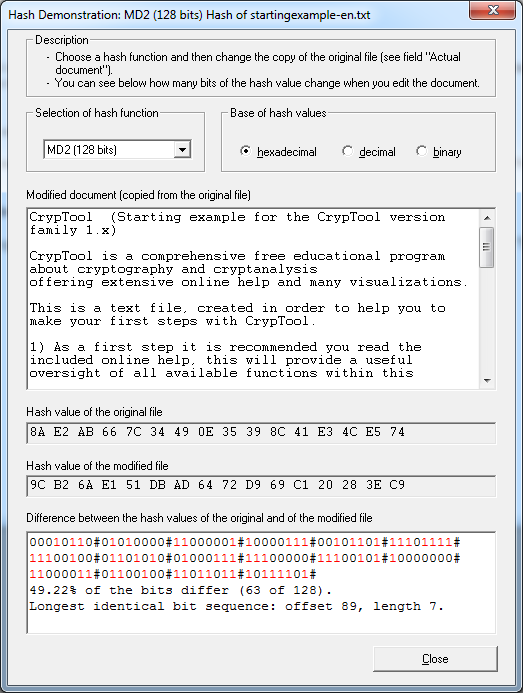 Hash Demonstration: MD2 (128 bits) Hash of startingexample-en.txt
Description
- Choose a hash function and then change the copy of the original file (see field "Actual
document").
- You can see below how many bits of the hash value change when you edit the document.
Selection of hash function
MD2 (128 bits)
Base of hash values
hexadecimal
decimal
binary
Modified document (copied from the original file)
CrypTool  (Starting example for the CrypTool version
family 1.x)
CrypTool is a comprehensive free educational program
about cryptography and cryptanalysis
offering extensive online help and many visualizations.
This is a text file, created in order to help you to
make your first steps with CrypTool.
1) As a first step it is recommended you read the
included online help, this will provide a useful
oversight of all available functions within this
Hash value of the original file
8A E2 AB 66 7C 34 49 0E 35 39 8C 41 E3 4C E5 74
Hash value of the modified file
9C B2 6A E1 51 DB AD 64 72 D9 69 C1 20 28 3E C9
Difference between the hash values of the original and of the modified file
00010110#01010000#11000001#10000111#00101101#11101111#
11100100#01101010#01000111#11100000#11100101#10000000#
11000011#01100100#11011011#10111101#
49.22% of the bits differ (63 of 128).
Longest identical bit sequence: offset 89, length 7.
Close